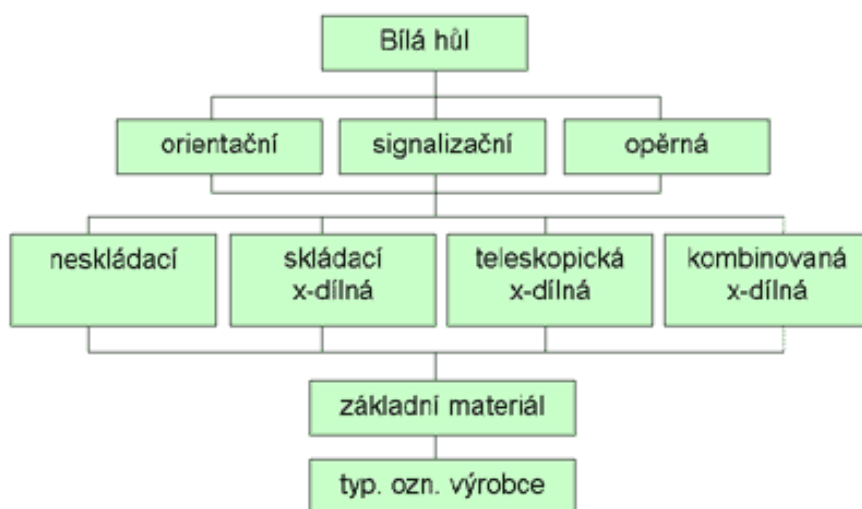 Bílá hůl
orientační
signalizační
opěrná
neskládací
skládací
x-dílná
teleskopická
x-dílná
kombinovaná
x-dílná
základní materiál
typ. ozn. výrobce